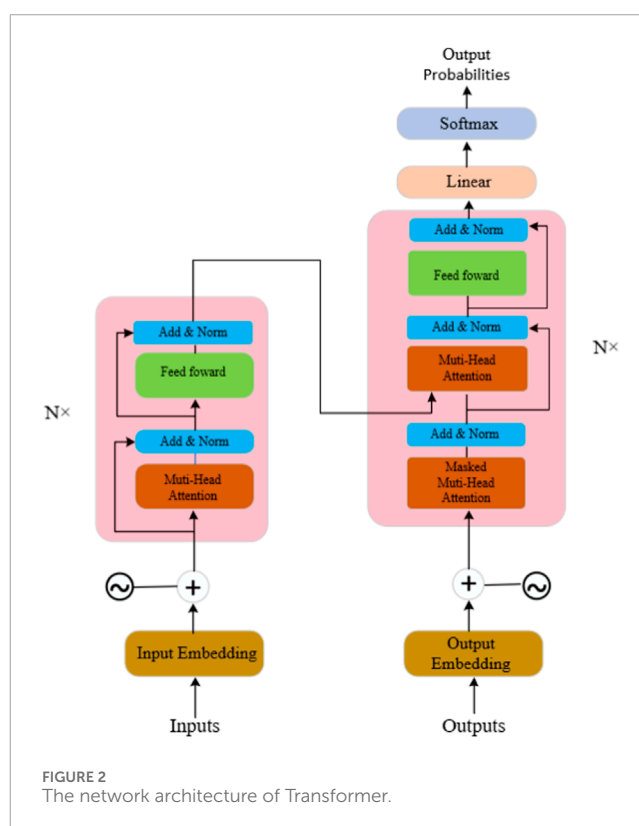 Output
Probabilities
Softmax
Linear
Add & Norm
Feed foward
Add & Norm
Muti-Head
Attention
Add & Norm
Masked
Muti-Head
Attention
N×
Add & Norm
Feed foward
Add & Norm
Muti-Head
Attention
N×
+
+
Input Embedding
Output
Embedding
Inputs
Outputs
FIGURE 2
The network architecture of Transformer.